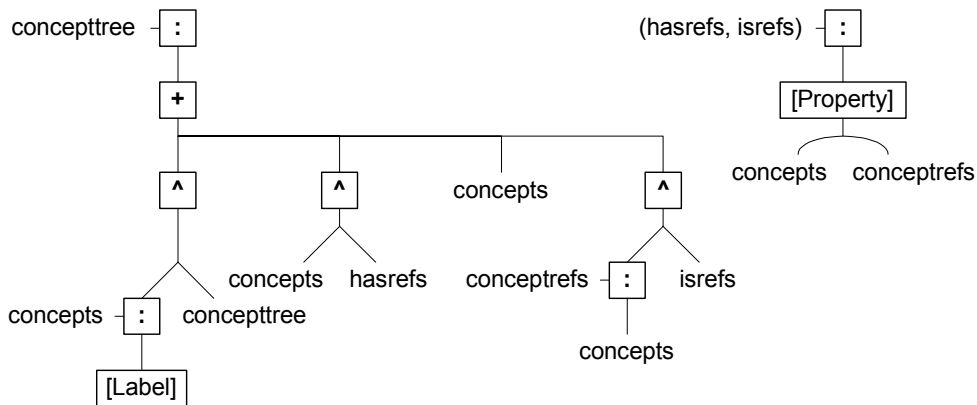 concepttree
:
(hasrefs, isrefs)
:
+
[Property]
concepts
conceptrefs
^
^
concepts
^
concepts
hasrefs
conceptrefs
:
isrefs
concepts
:
concepttree
concepts
[Label]